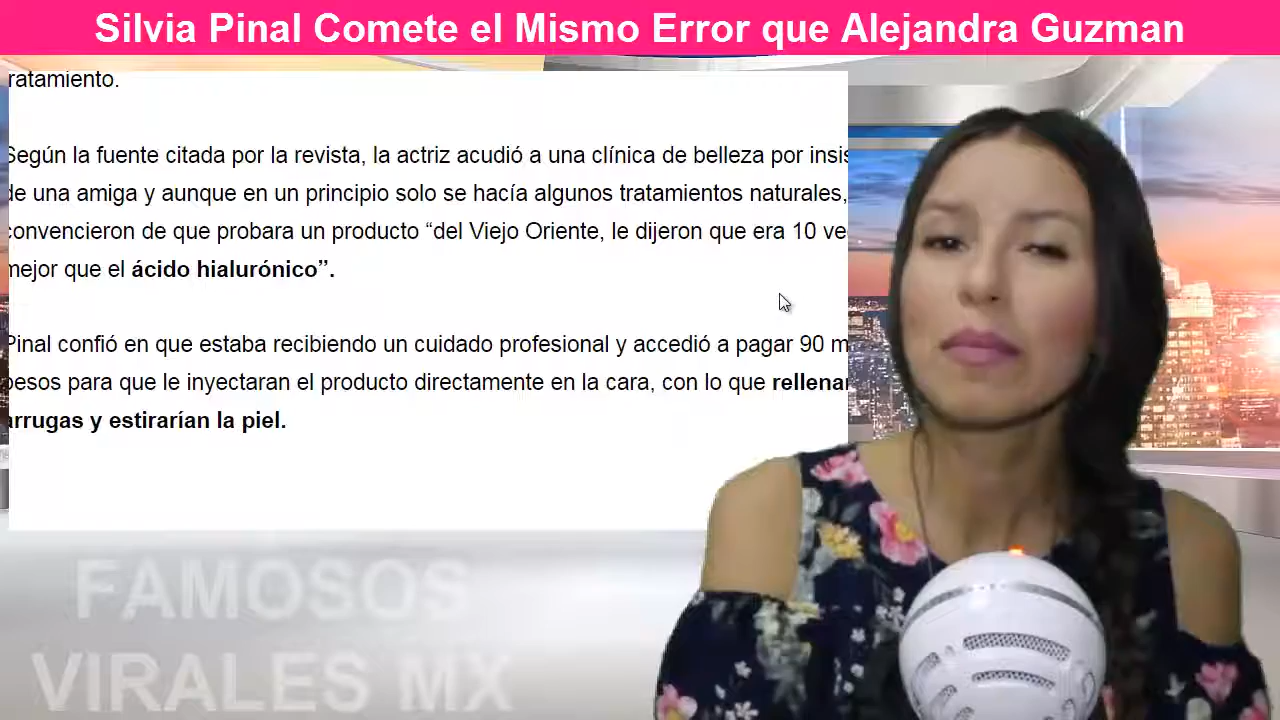 Silvia Pinal Comete el Mismo Error que Alejandra Guzman
ratamiento.
Según la fuente citada por la revista, la actriz acudió a una clínica de belleza por insis
de una amiga y aunque en un principio solo se hacía algunos tratamientos naturales,
convencieron de que probara un producto “del Viejo Oriente, le dijeron que era 10 ve
mejor que el ácido hialurónico”.
Pinal confió en que estaba recibiendo un cuidado profesional y accedió a pagar 90 m
pesos para que le inyectaran el producto directamente en la cara, con lo que rellenar
arrugas y estirarían la piel.
FAMOSOS
VIRALES MX